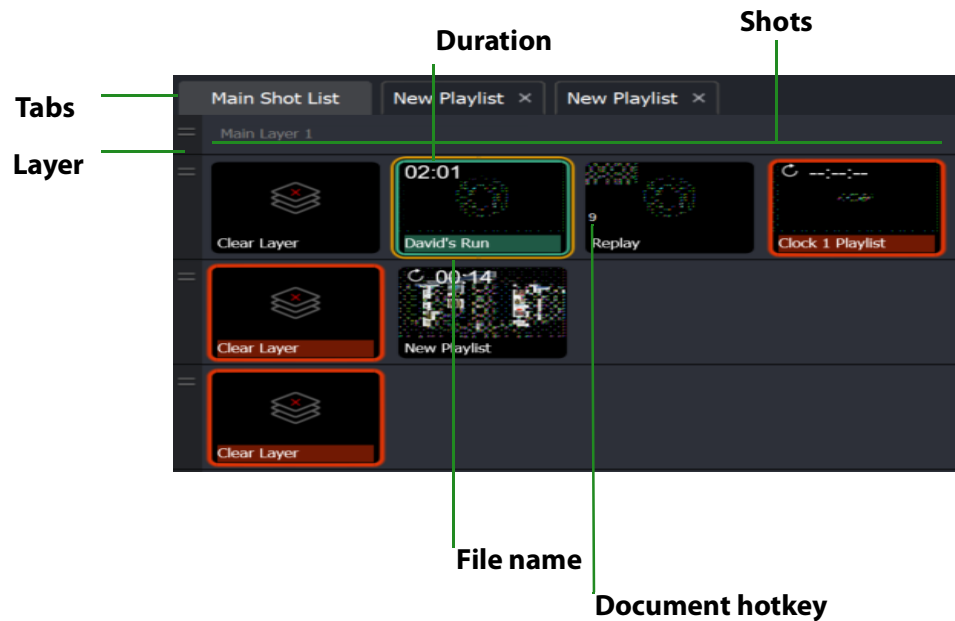 Shots
Duration
Tabs
Main Shot List
New Playlist ×
New Playlist ×
Main Layer 1
Layer
02:01
--:--:--
9
Clear Layer
David's Run
Replay
Clock 1 Playlist
00:14
Clear Layer
New Playlist
Clear Layer
File name
Document hotkey